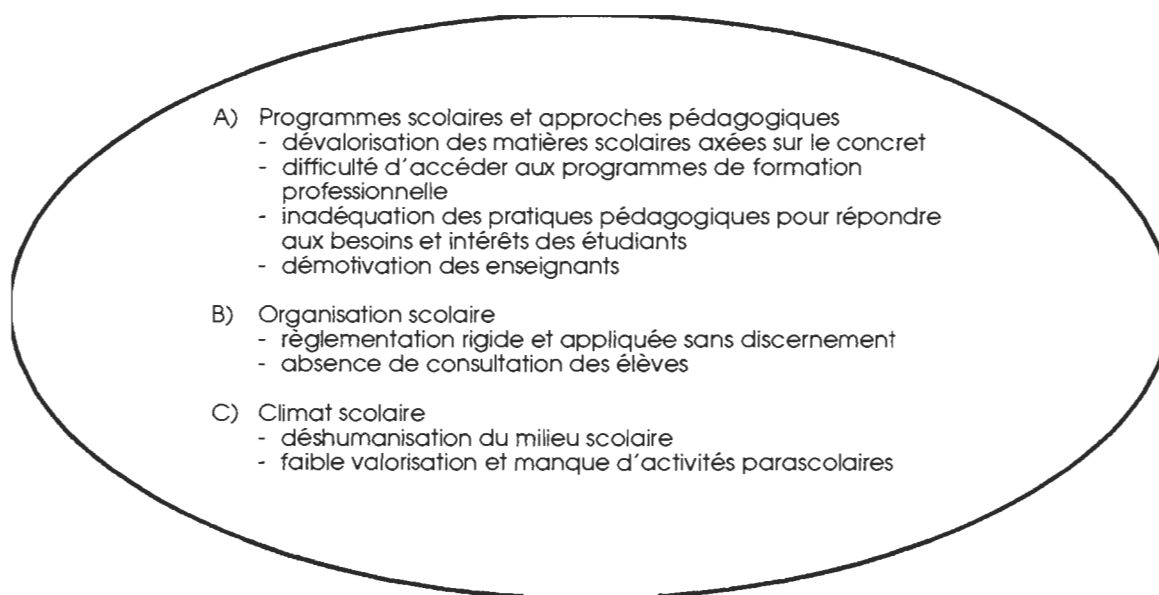 A) Programmes scolaires et approches pédagogiques
- dévalorisation des matières scolaires axées sur le concret
- difficulté d'accéder aux programmes de formation
professionnelle
- inadéquation des pratiques pédagogiques pour répondre
aux besoins et intérêts des étudiants
- démotivation des enseignants
B) Organisation scolaire
- règlementation rigide et appliquée sans discernement
- absence de consultation des élèves
C) Climat scolaire
- déshumanisation du milieu scolaire
- faible valorisation et manque d'activités parascolaires